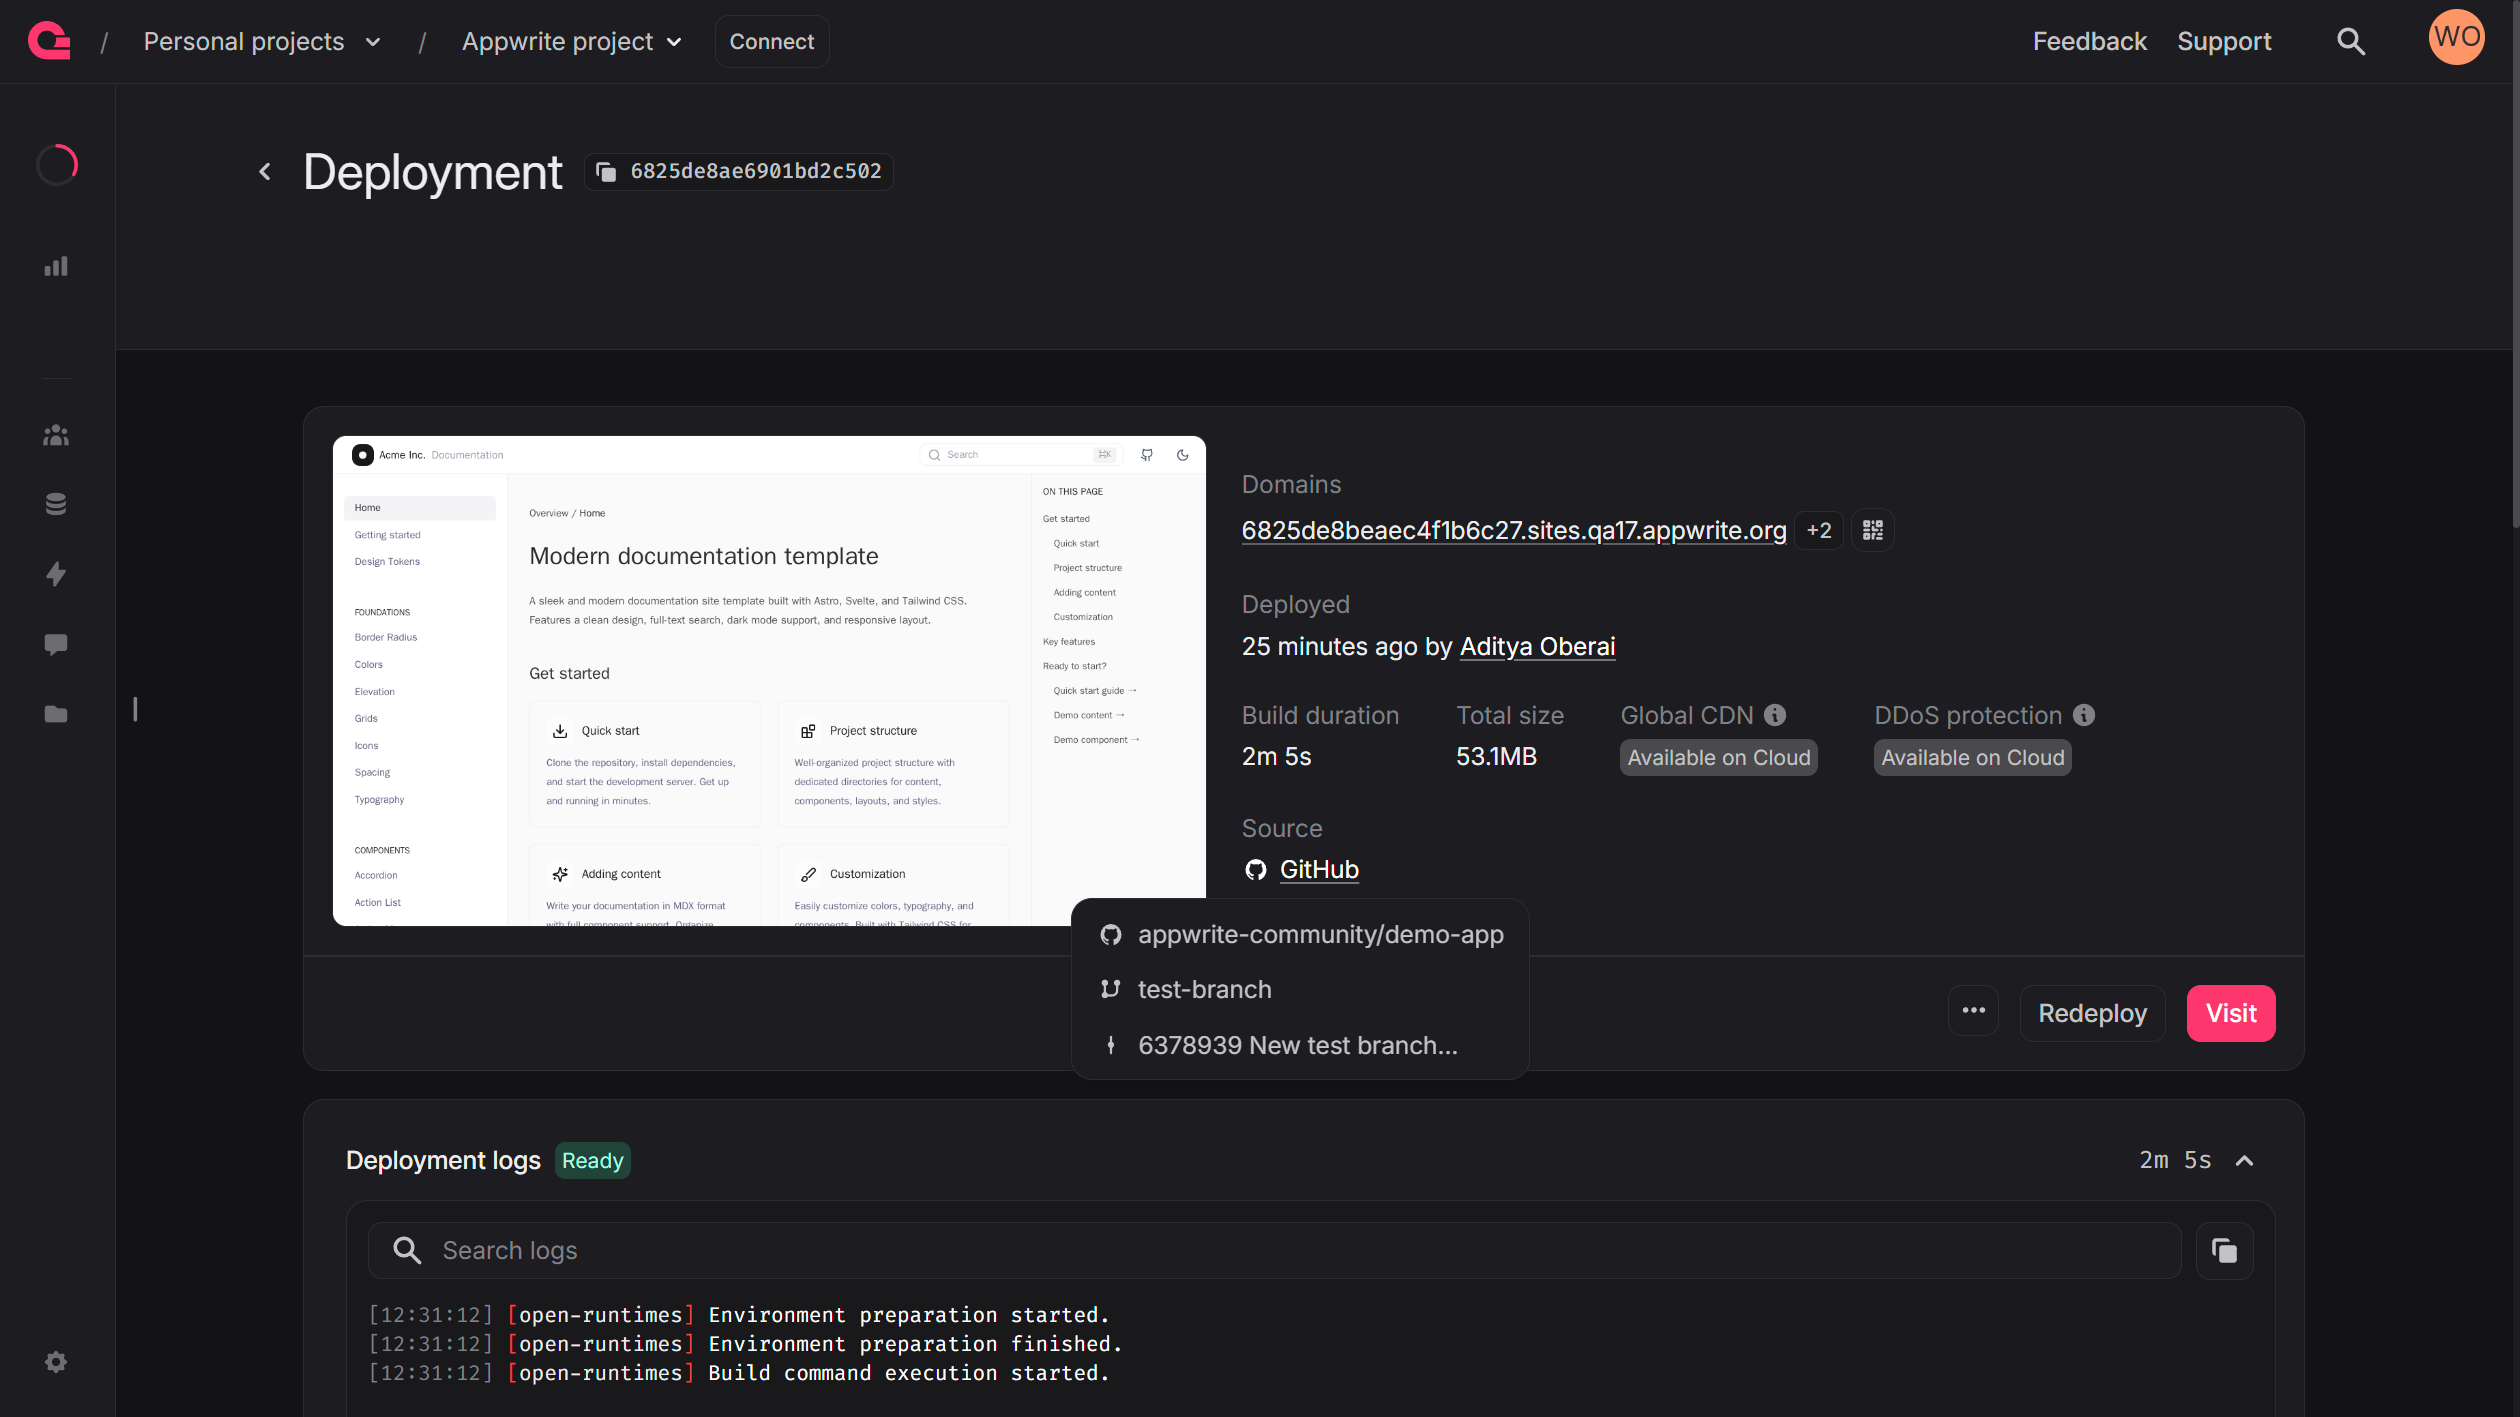 / Personal projects / Appwrite project Connect Feedback Support WO
Deployment 6825de8ae6901bd2c502
Acme Inc. Documentation Search ⌘K
Home
Getting started
Design Tokens
FOUNDATIONS
Border Radius
Colors
Elevation
Grids
Icons
Spacing
Typography
COMPONENTS
Accordion
Action List
Overview / Home
Modern documentation template
A sleek and modern documentation site template built with Astro, Svelte, and Tailwind CSS.
Features a clean design, full-text search, dark mode support, and responsive layout.
Get started
Quick start
Clone the repository, install dependencies,
and start the development server. Get up
and running in minutes.
Project structure
Well-organized project structure with
dedicated directories for content,
components, layouts, and styles.
Adding content
Write your documentation in MDX format
with full component support. Organize
Customization
Easily customize colors, typography, and
components. Built with Tailwind CSS for
ON THIS PAGE
Get started
Quick start
Project structure
Adding content
Customization
Key features
Ready to start?
Quick start guide →
Demo content →
Demo component →
Domains
6825de8beaec4f1b6c27.sites.qa17.appwrite.org +2
Deployed
25 minutes ago by Aditya Oberai
Build duration Total size Global CDN DDoS protection
2m 5s 53.1MB Available on Cloud Available on Cloud
Source
GitHub
appwrite-community/demo-app
test-branch
6378939 New test branch...
Redeploy Visit
Deployment logs Ready 2m 5s
Search logs
[12:31:12] [open-runtimes] Environment preparation started.
[12:31:12] [open-runtimes] Environment preparation finished.
[12:31:12] [open-runtimes] Build command execution started.